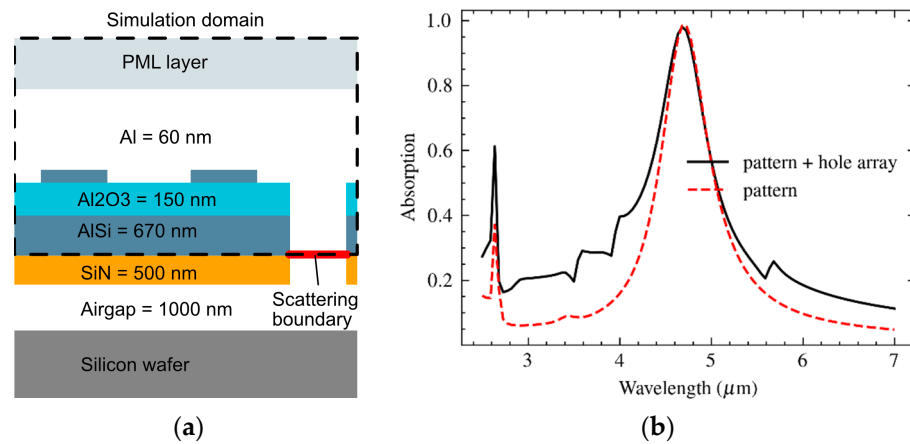 Simulation domain
PML layer
Al = 60 nm
Al2O3 = 150 nm
AlSi = 670 nm
SiN = 500 nm
Scattering
boundary
Airgap = 1000 nm
Silicon wafer
(a)
1.0
0.8
0.6
0.4
0.2
Absorption
pattern + hole array
pattern
3
4
5
6
7
Wavelength (μm)
(b)